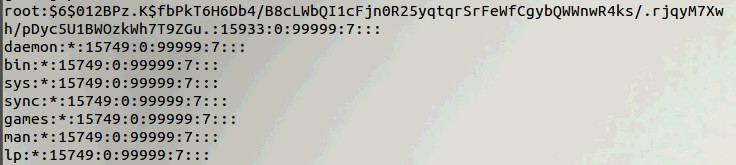 root:$6$012BPz.K$fbPkT6H6Db4/B8cLWbQI1cFjn0R25yqtqrSrFeWfCgybQWWnwR4ks/.rjqyM7Xw
h/pDyc5U1BWOzkWh7T9ZGu.:15933:0:99999:7:::
daemon:*:15749:0:99999:7:::
bin:*:15749:0:99999:7:::
sys:*:15749:0:99999:7:::
sync:*:15749:0:99999:7:::
games:*:15749:0:99999:7:::
man:*:15749:0:99999:7:::
lp:*:15749:0:99999:7:::